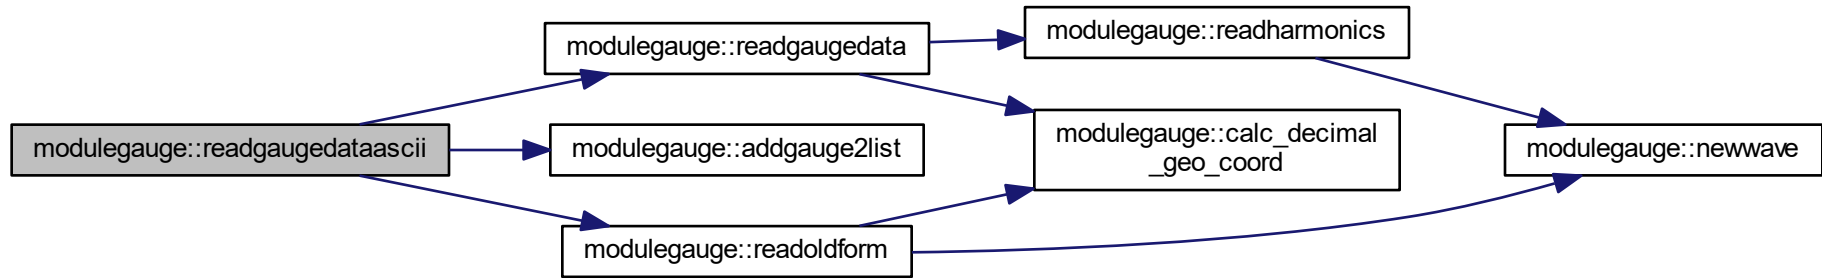 modulegauge::readgaugedataascii
modulegauge::readgaugedata
modulegauge::addgauge2list
modulegauge::readoldform
modulegauge::readharmonics
modulegauge::calc_decimal
_geo_coord
modulegauge::newwave